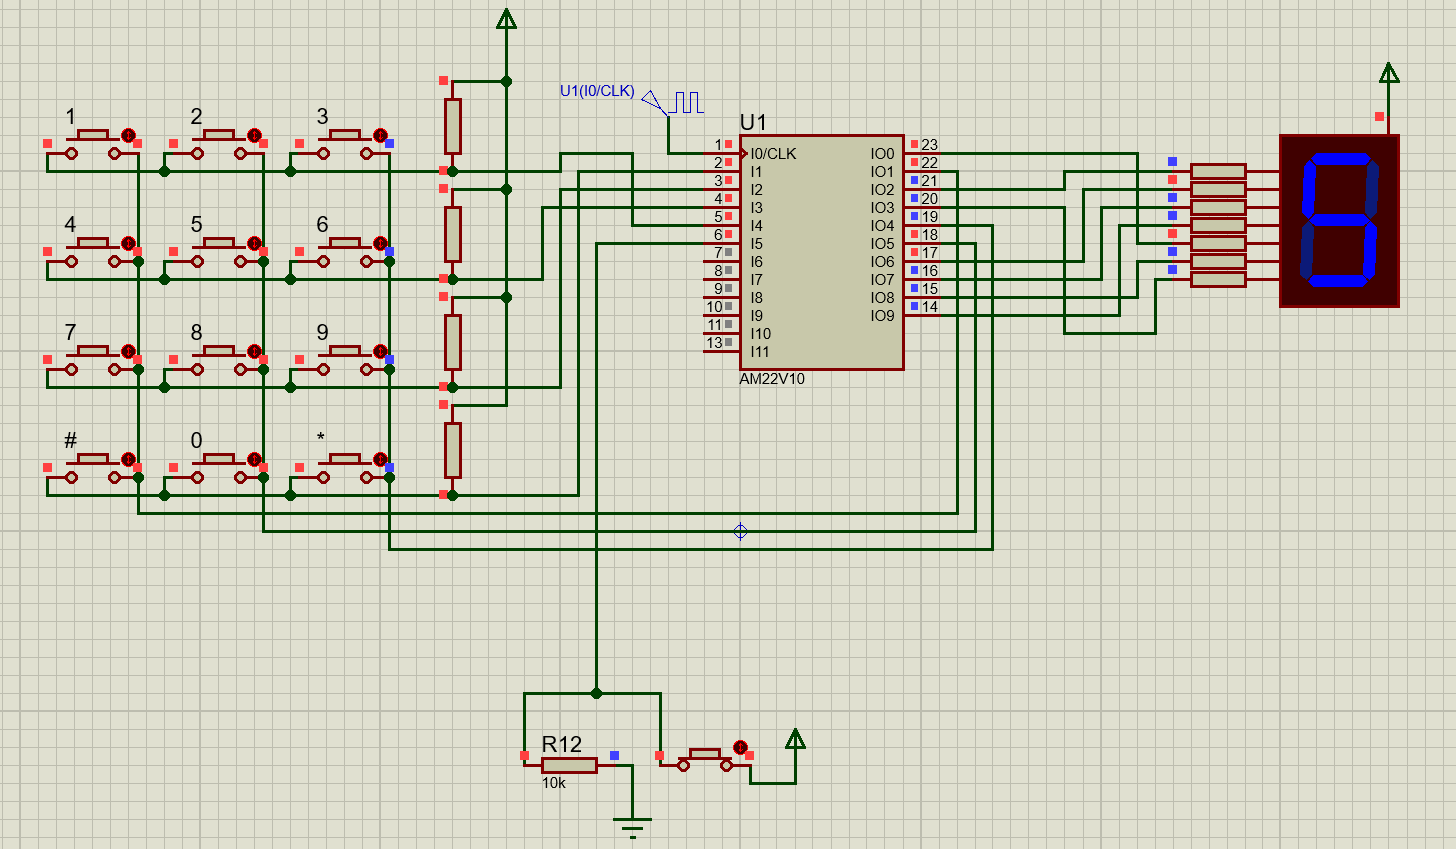 U1(I0/CLK)
U1
1 2 3
4 5 6
7 8 9
# 0 *
1 I0/CLK IO0 23
2 I1 IO1 22
3 I2 IO2 21
4 I3 IO3 20
5 I4 IO4 19
6 I5 IO5 18
7 I6 IO6 17
8 I7 IO7 16
9 I8 IO8 15
10 I9 IO9 14
11 I10
13 I11
AM22V10
5
R12
10k